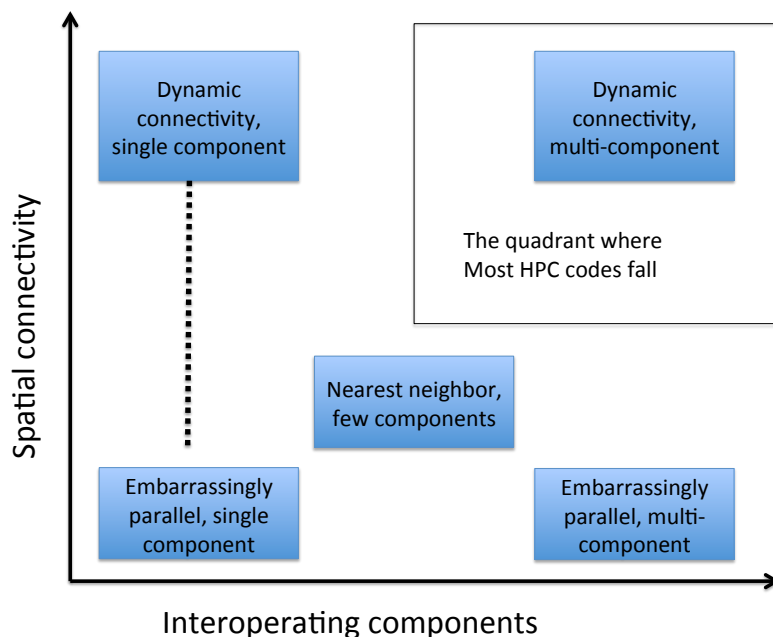 Dynamic
connectivity,
single component
Dynamic
connectivity,
multi-component
The quadrant where
Most HPC codes fall
Spatial connectivity
Nearest neighbor,
few components
Embarrassingly
parallel, single
component
Embarrassingly
parallel, multi-
component
Interoperating components